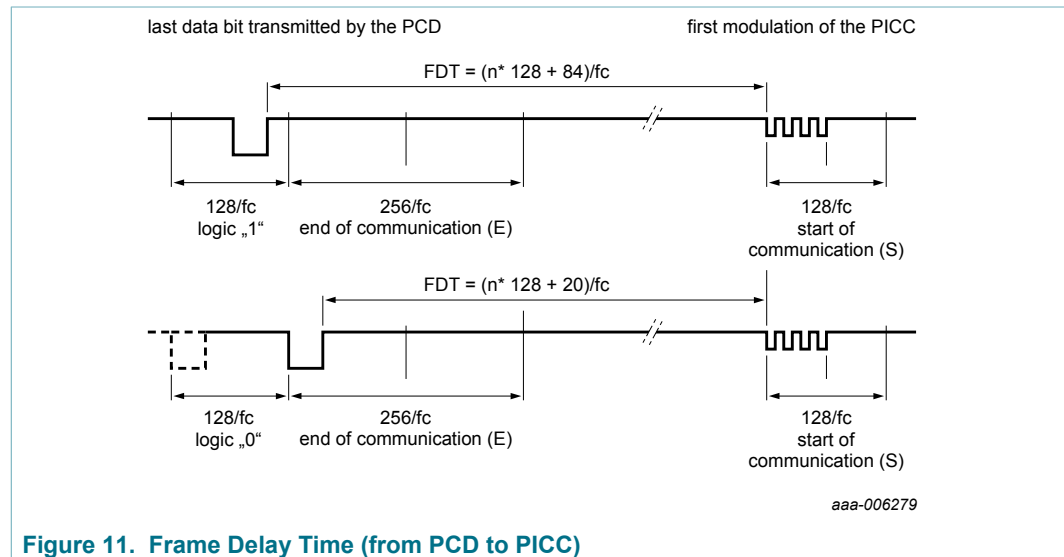 last data bit transmitted by the PCD
first modulation of the PICC
FDT = (n* 128 + 84)/fc
128/fc
logic „1“
256/fc
end of communication (E)
128/fc
start of
communication (S)
FDT = (n* 128 + 20)/fc
128/fc
logic „0“
256/fc
end of communication (E)
128/fc
start of
communication (S)
aaa-006279
Figure 11. Frame Delay Time (from PCD to PICC)